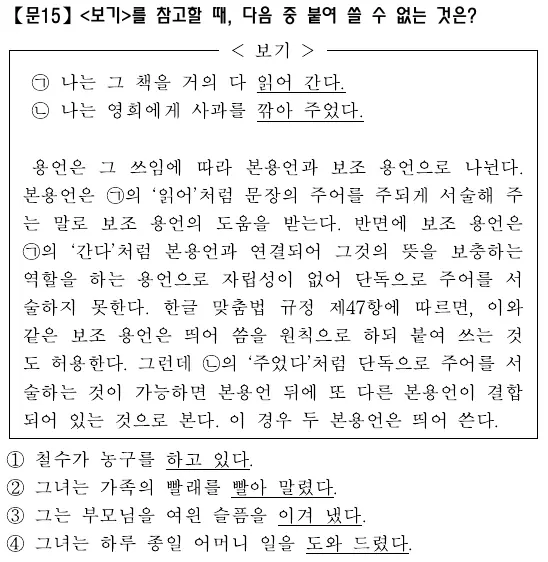 【문15】<보기>를 참고할 때, 다음 중 붙여 쓸 수 없는 것은?
< 보기 >
㉠ 나는 그 책을 거의 다 읽어 간다.
㉡ 나는 영희에게 사과를 깎아 주었다.
용언은 그 쓰임에 따라 본용언과 보조 용언으로 나뉜다.
본용언은 ㉠의 ‘읽어’처럼 문장의 주어를 주되게 서술해 주
는 말로 보조 용언의 도움을 받는다. 반면에 보조 용언은
㉠의 ‘간다’처럼 본용언과 연결되어 그것의 뜻을 보충하는
역할을 하는 용언으로 자립성이 없어 단독으로 주어를 서
술하지 못한다. 한글 맞춤법 규정 제47항에 따르면, 이와
같은 보조 용언은 띄어 씀을 원칙으로 하되 붙여 쓰는 것
도 허용한다. 그런데 ㉡의 ‘주었다’처럼 단독으로 주어를 서
술하는 것이 가능하면 본용언 뒤에 또 다른 본용언이 결합
되어 있는 것으로 본다. 이 경우 두 본용언은 띄어 쓴다.
① 철수가 농구를 하고 있다.
② 그녀는 가족의 빨래를 빨아 말렸다.
③ 그는 부모님을 여읜 슬픔을 이겨 냈다.
④ 그녀는 하루 종일 어머니 일을 도와 드렸다.